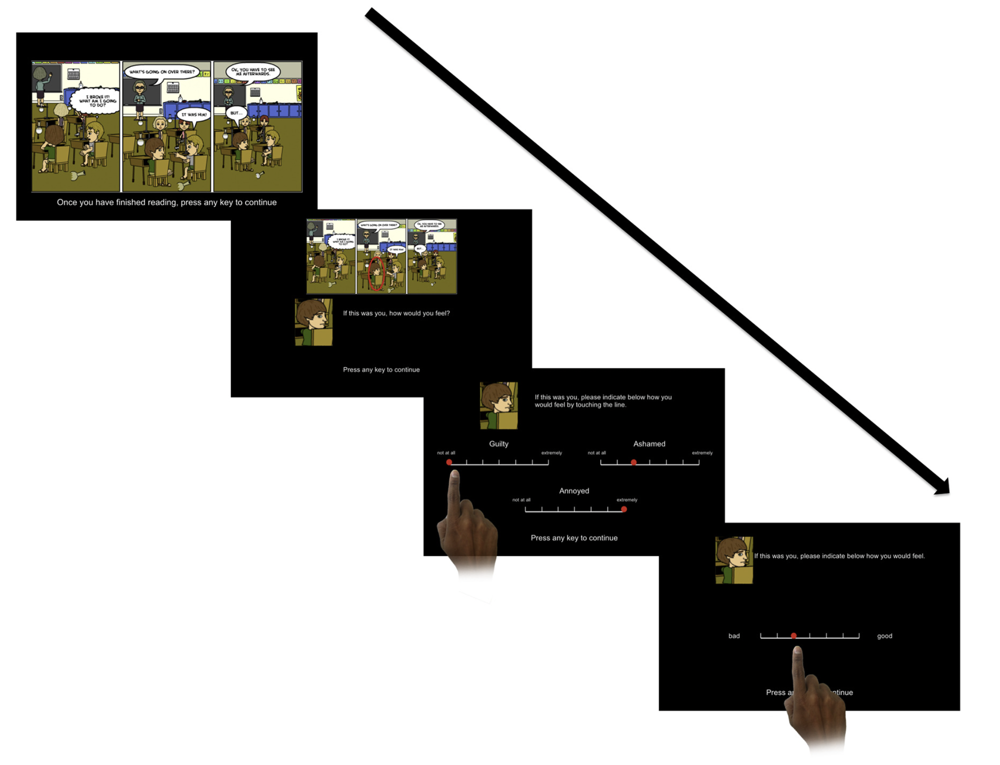 I BROKE IT!
WHAT AM I GOING
TO DO?
WHAT'S GOING ON OVER THERE?
IT WAS HIM!
OK, YOU HAVE TO SEE
ME AFTERWARDS.
BUT...
Once you have finished reading, press any key to continue
I BROKE IT!
WHAT AM I GOING
TO DO?
WHAT'S GOING ON OVER THERE?
IT WAS HIM!
OK, YOU HAVE TO SEE
ME AFTERWARDS.
BUT...
If this was you, how would you feel?
Press any key to continue
If this was you, please indicate below how you
would feel by touching the line.
Guilty
not at all
extremely
Ashamed
not at all
extremely
Annoyed
not at all
extremely
Press any key to continue
If this was you, please indicate below how you would feel.
bad
good
Press